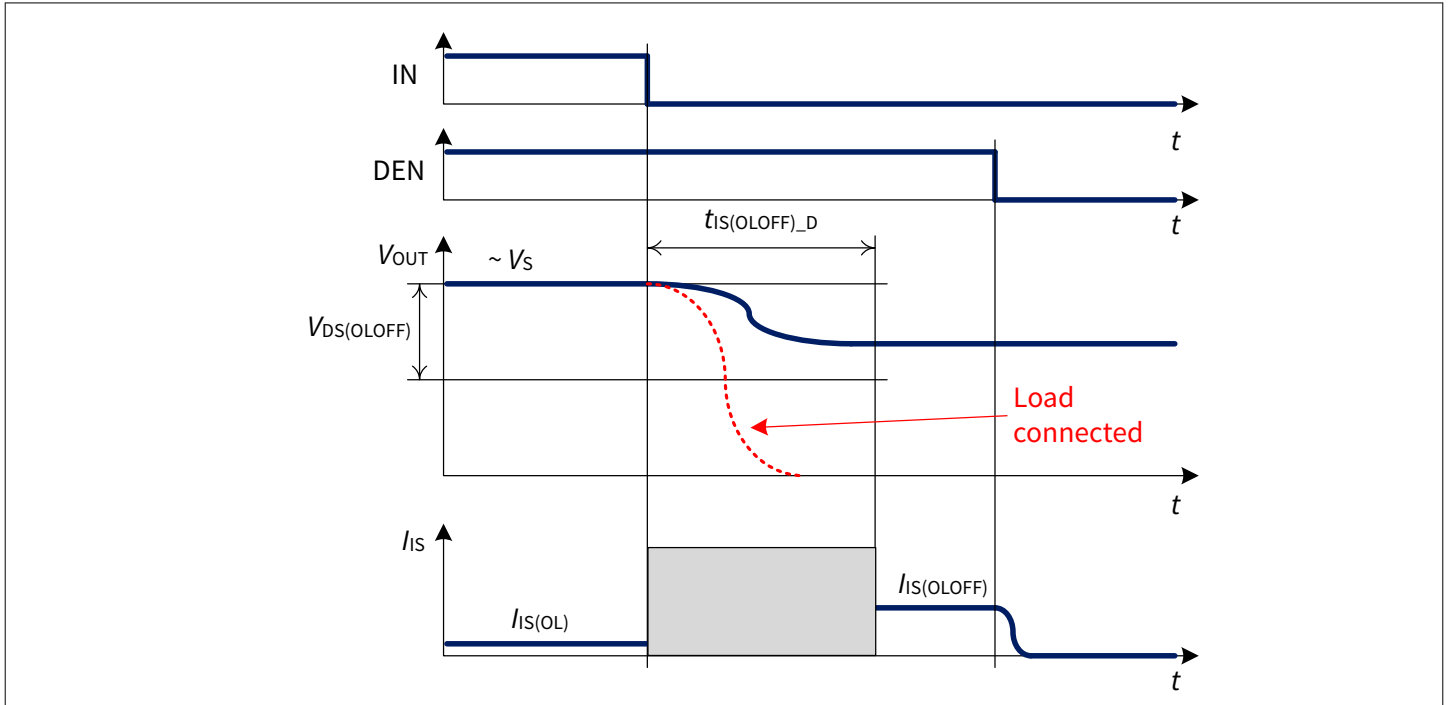 IN
t
DEN
t
tIS(OLOFF)_D
VOUT
~ VS
VDS(OLOFF)
Load
connected
t
IIS
IIS(OL)
IIS(OLOFF)
t